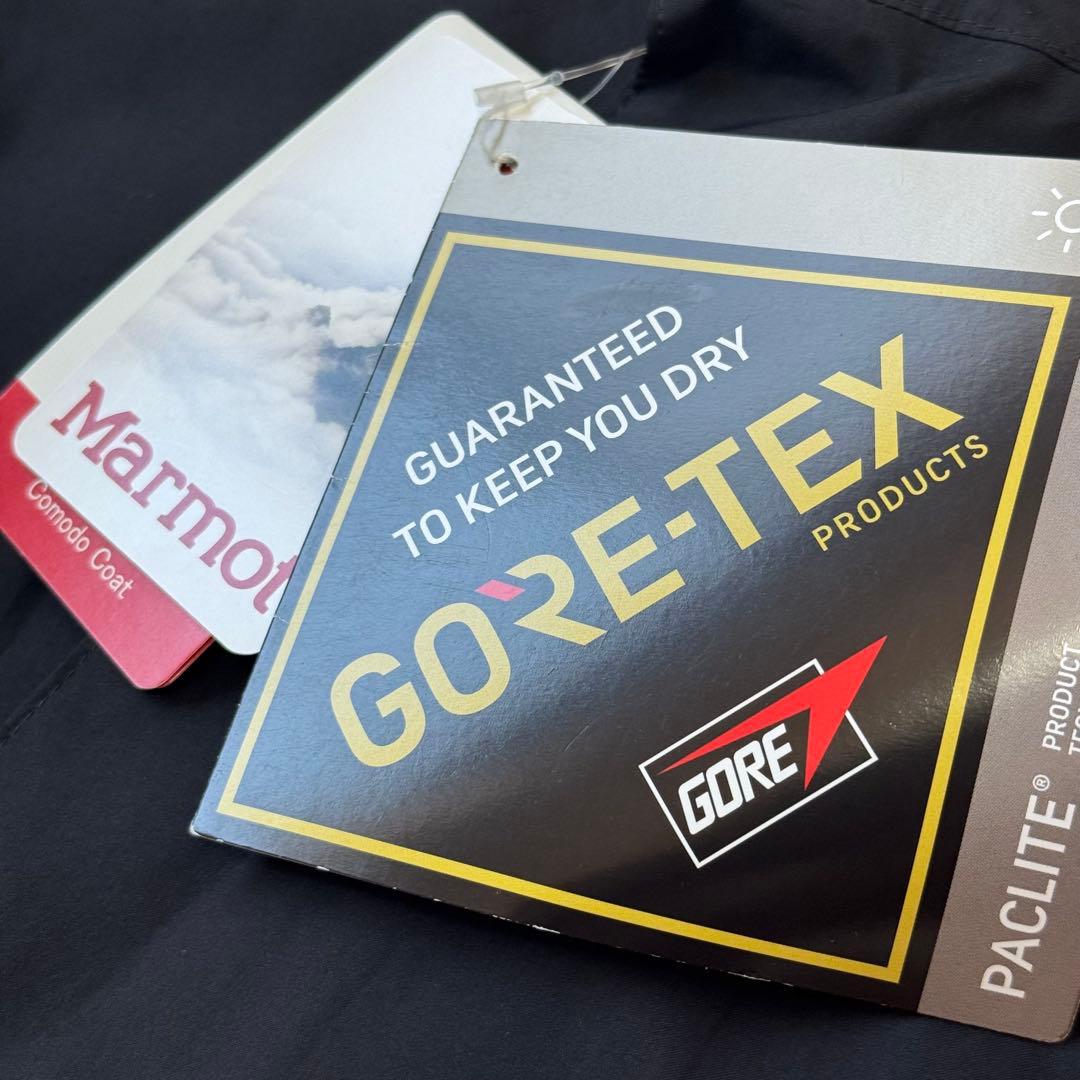 Marmot
Comodo Coat
GUARANTEED
TO KEEP YOU DRY
GORE-TEX
PRODUCTS
GORE
PACLITE®
PRODUCT